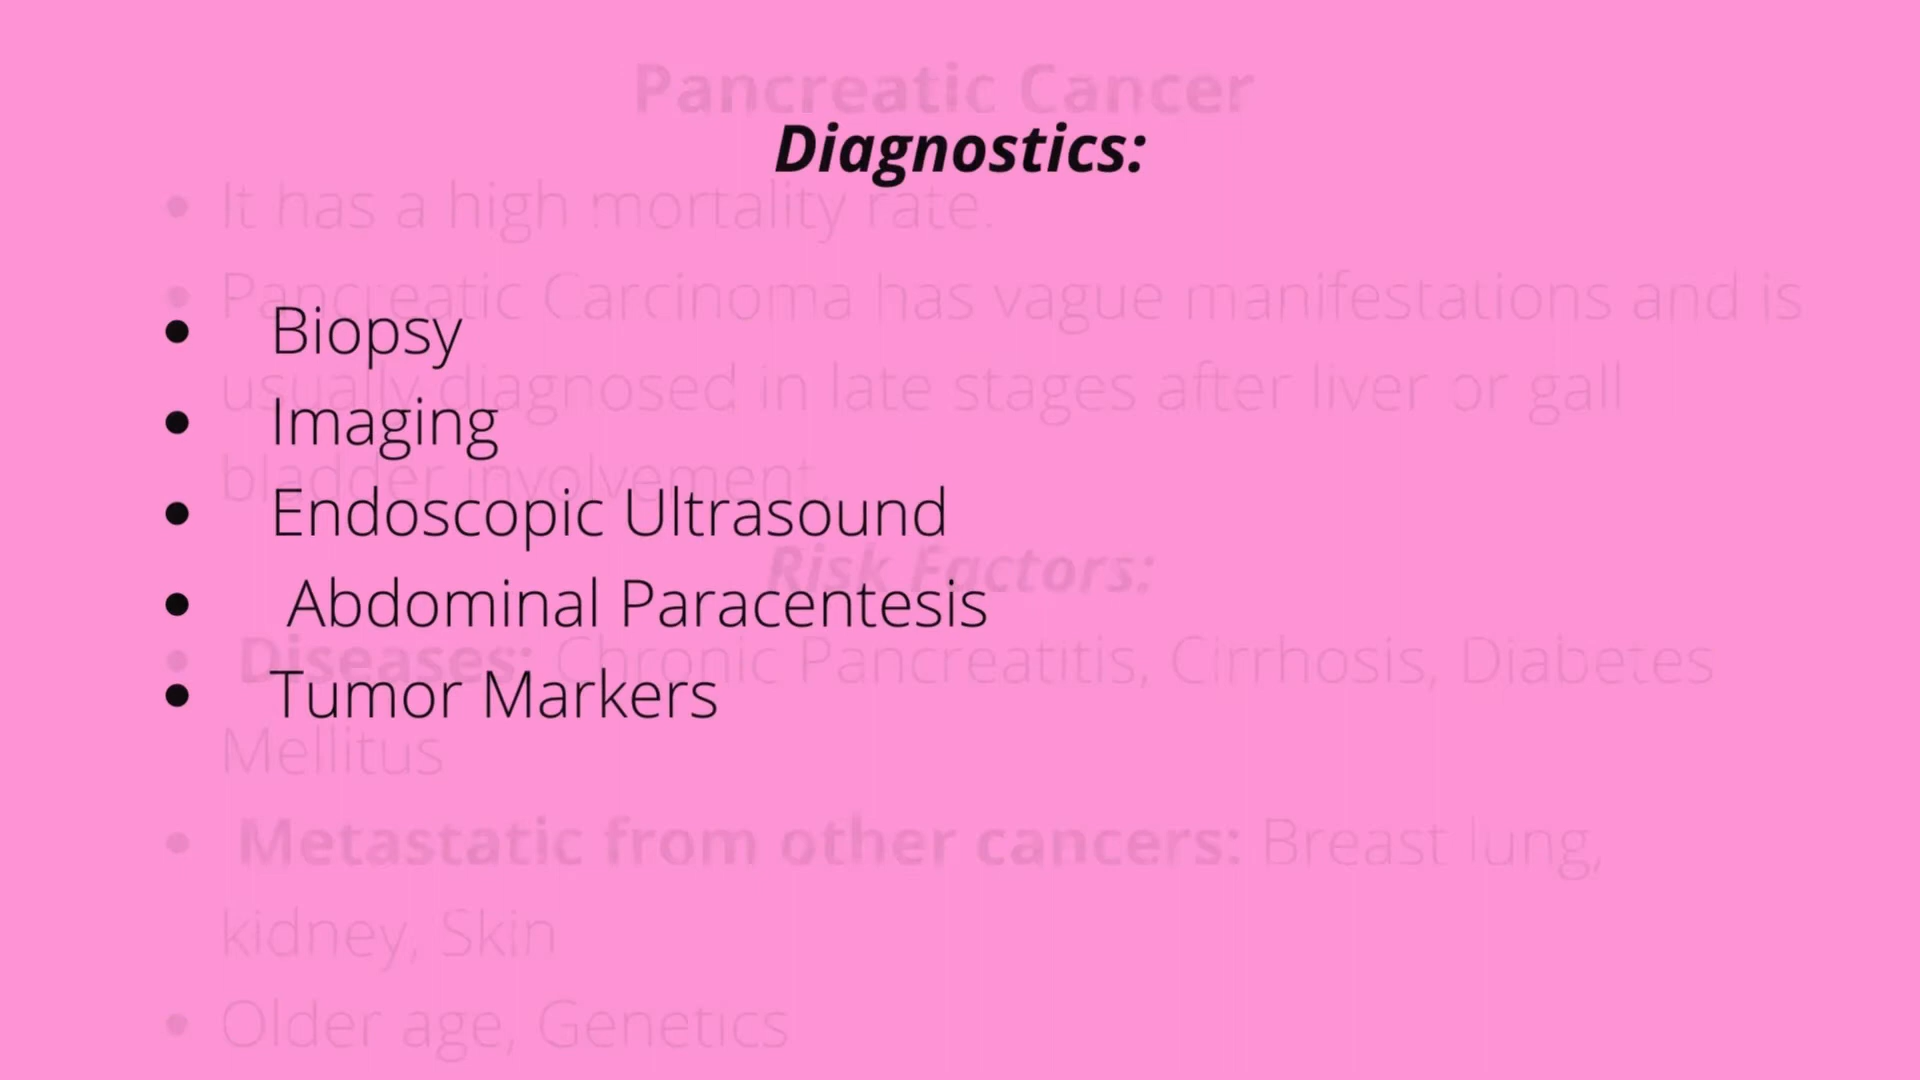 Pancreatic Cancer
Diagnostics:
• It has a high mortality rate.
• Pancreatic Carcinoma has vague manifestations and is
• Biopsy
usually diagnosed in late stages after liver or gall
• Imaging
bladder involvement.
• Endoscopic Ultrasound
Risk Factors:
• Abdominal Paracentesis
• Diseases: Chronic Pancreatitis, Cirrhosis, Diabetes
• Tumor Markers
Mellitus
• Metastatic from other cancers: Breast lung,
kidney, Skin
• Older age, Genetics